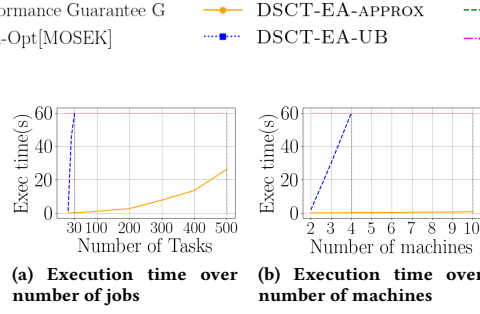 ormance Guarantee G
DSCT-EA-APPROX
-Opt[MOSEK]
DSCT-EA-UB
Exec time(s)
60
40
20
0
30 100 200 300 400 500
Number of Tasks
Exec time(s)
60
40
20
0
2 3 4 5 6 7 8 9 10
Number of machines
(a) Execution time over
number of jobs
(b) Execution time over
number of machines